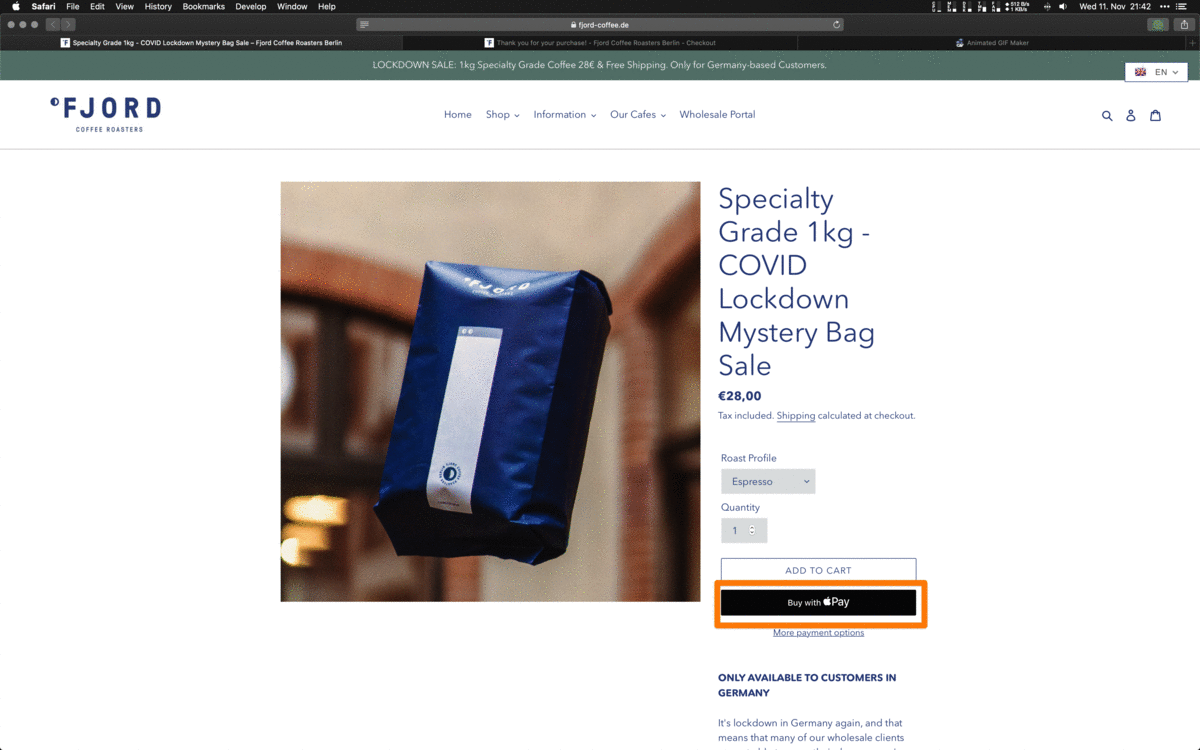 Safari File Edit View History Bookmarks Develop Window Help
512 B/s
1 KB/s
Wed 11. Nov 21:42
fjord-coffee.de
Specialty Grade 1kg - COVID Lockdown Mystery Bag Sale – Fjord Coffee Roasters Berlin
Thank you for your purchase! - Fjord Coffee Roasters Berlin - Checkout
Animated GIF Maker
LOCKDOWN SALE: 1kg Specialty Grade Coffee 28€ & Free Shipping. Only for Germany-based Customers.
EN
FJORD
COFFEE ROASTERS
Home Shop Information Our Cafes Wholesale Portal
FJORD
Specialty
Grade 1kg -
COVID
Lockdown
Mystery Bag
Sale
€28,00
Tax included. Shipping calculated at checkout.
Roast Profile
Espresso
Quantity
1
ADD TO CART
Buy with Pay
More payment options
ONLY AVAILABLE TO CUSTOMERS IN
GERMANY
It's lockdown in Germany again, and that
means that many of our wholesale clients